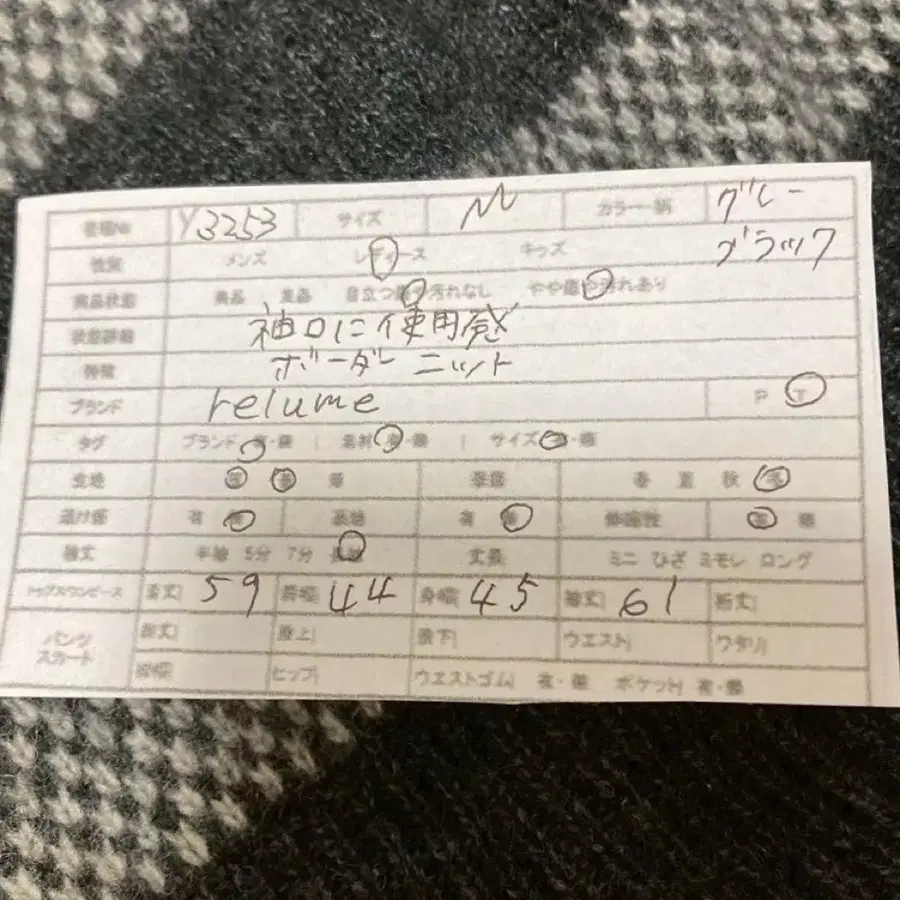 管理No Y3253 サイズ M カラー・柄 グレー
性別 メンズ レディース キッズ ブラック
商品状態 美品 良品 目立つ傷や汚れなし やや傷や汚れあり
状態詳細 袖口に使用感
特徴 ボーダー ニット
ブランド relume P T
タグ ブランド 有・無 | 素材 有・無 | サイズ 有・無
生地 季節 春 夏 秋 冬
透け感 有 無 裏地 有 無 伸縮性 有 無
袖丈 半袖 5分 7分 長袖 丈長 ミニ ひざ ミモレ ロング
トップスワンピース 着丈 59 肩幅 44 身幅 45 袖丈 61 裄丈
パンツ スカート 総丈 股上 股下 ウエスト ワタリ
裾幅 ヒップ ウエストゴム 有・無 ポケット 有・無